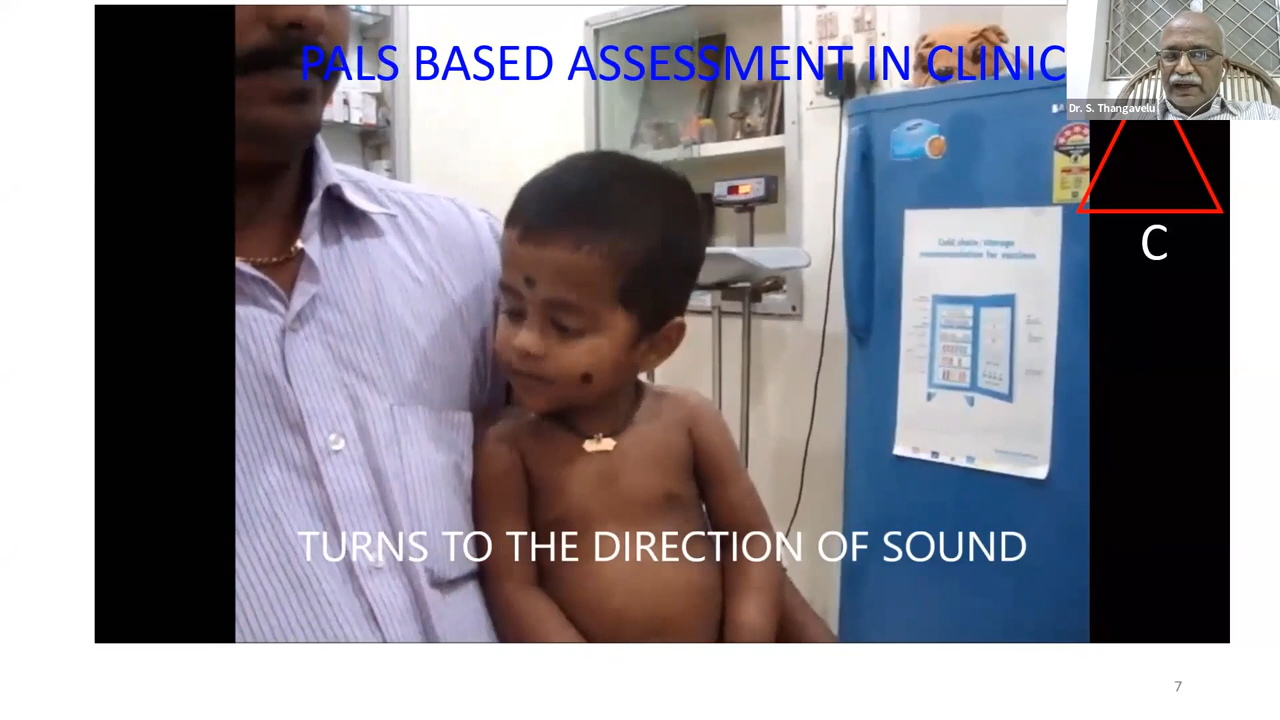 PALS BASED ASSESSMENT IN CLINIC
Dr. S. Thangavelu
C
Cold chain/storage
recommendation for vaccines
TURNS TO THE DIRECTION OF SOUND
7